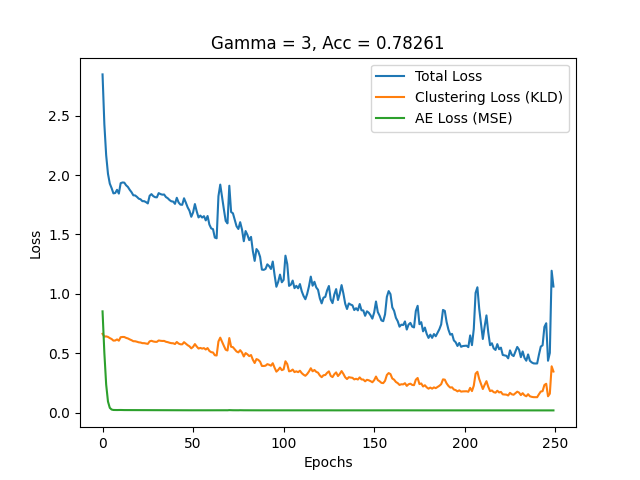 Gamma = 3, Acc = 0.78261
Total Loss
Clustering Loss (KLD)
AE Loss (MSE)
2.5
2.0
1.5
1.0
0.5
0.0
Loss
0 50 100 150 200 250
Epochs